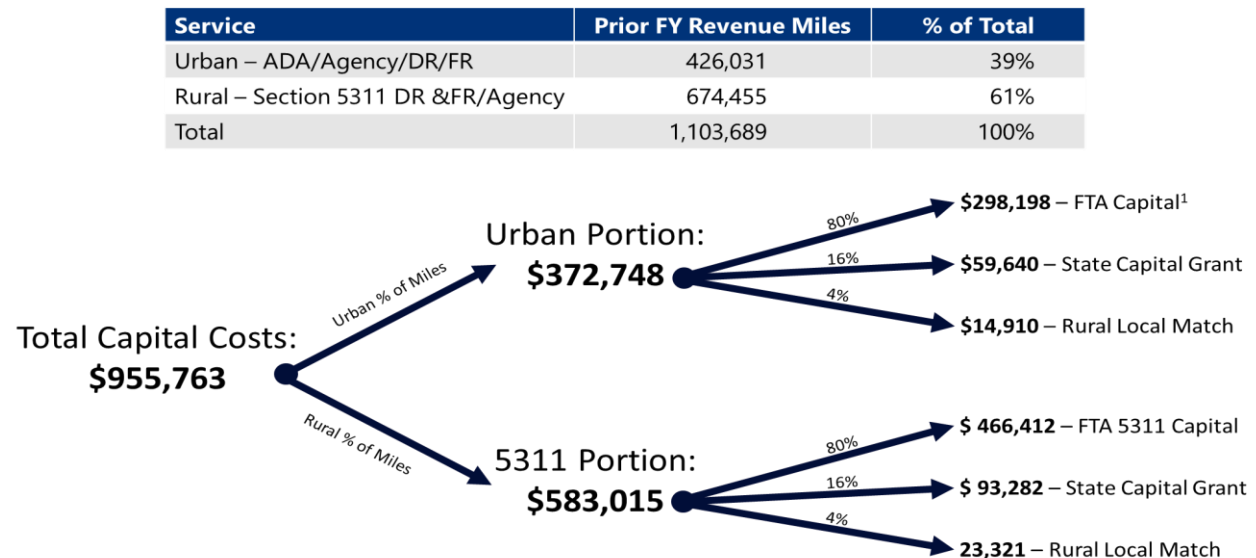 Service Prior FY Revenue Miles % of Total
Urban – ADA/Agency/DR/FR 426,031 39%
Rural – Section 5311 DR &FR/Agency 674,455 61%
Total 1,103,689 100%
$298,198 – FTA Capital¹
80%
Urban Portion:
$372,748
16%
$59,640 – State Capital Grant
4%
$14,910 – Rural Local Match
Urban % of Miles
Total Capital Costs:
$955,763
Rural % of Miles
$ 466,412 – FTA 5311 Capital
80%
5311 Portion:
$583,015
16%
$ 93,282 – State Capital Grant
4%
23,321 – Rural Local Match